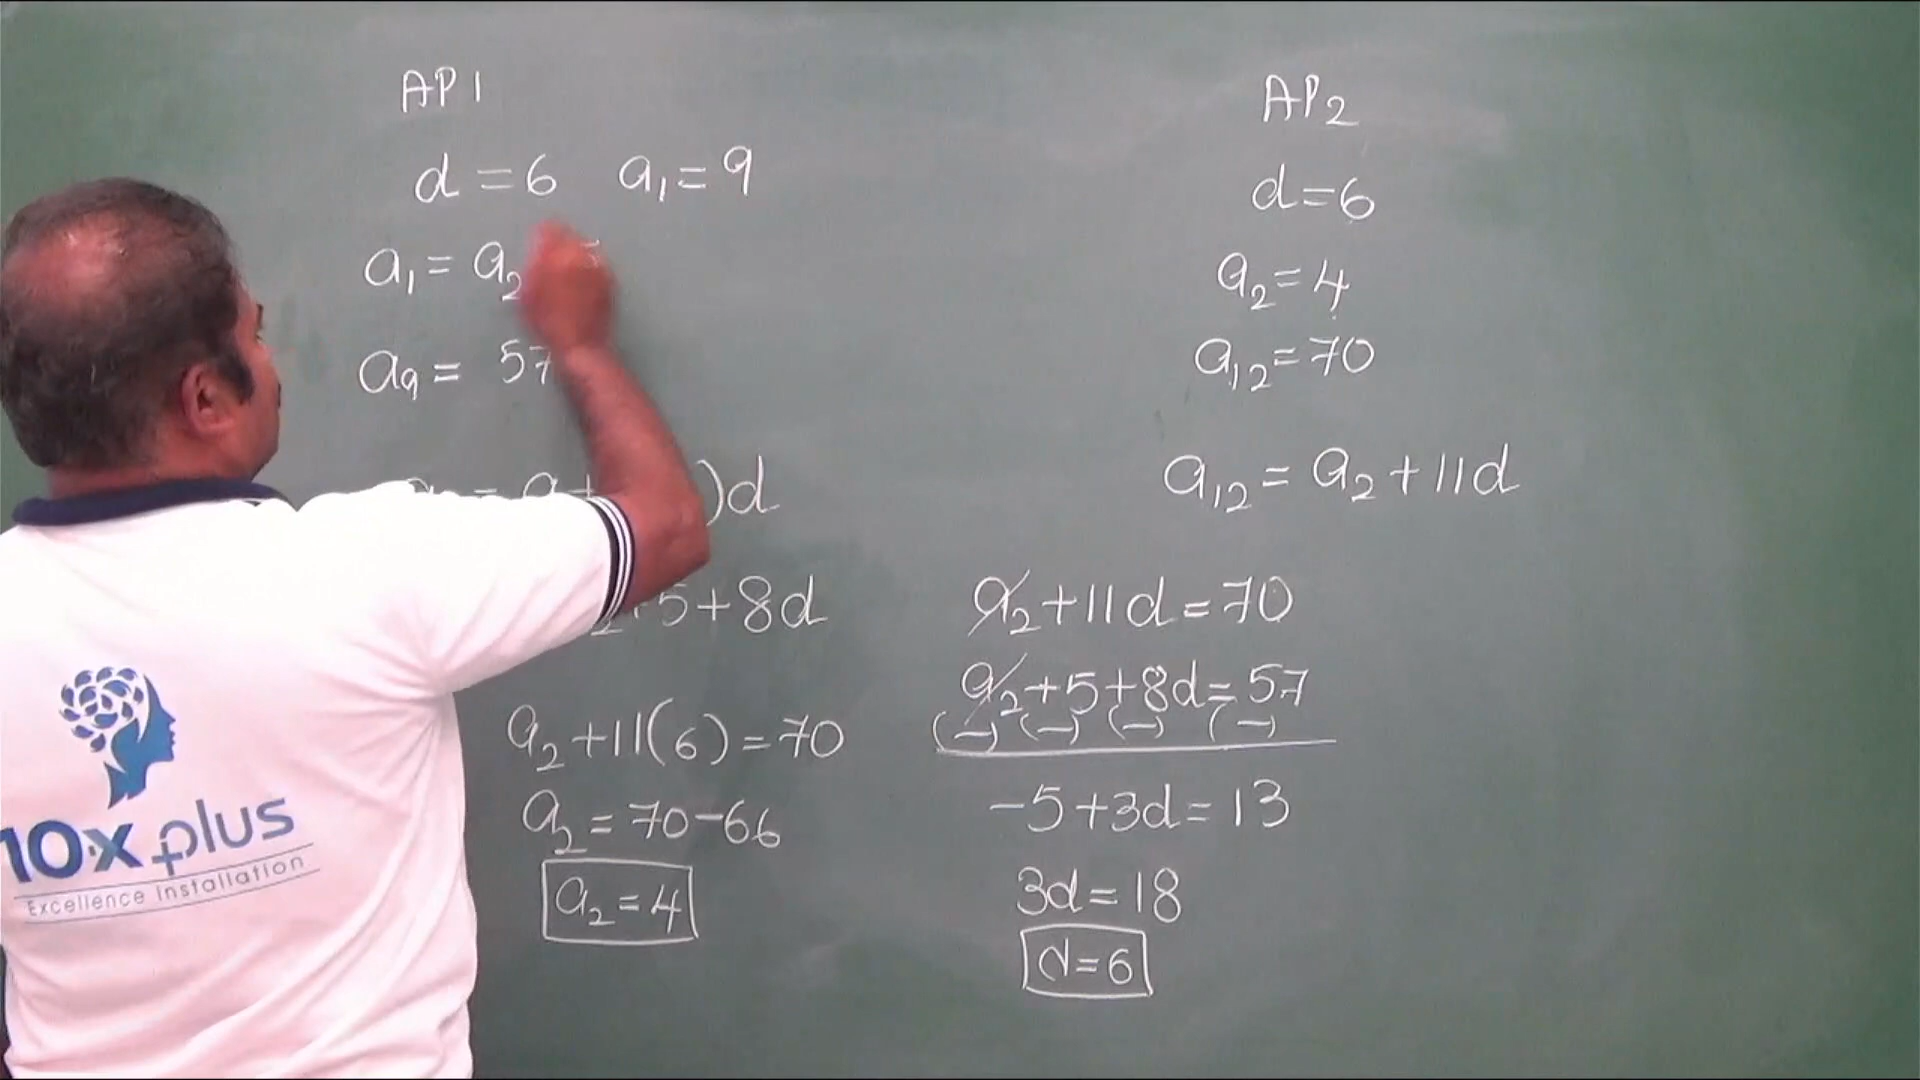 AP1
d = 6 a₁ = 9
a₁ = a₂
a₉ = 57
)d
5+8d
a₂+11(6)=70
a₂ = 70-66
a₂ = 4
AP2
d=6
a₂=4
a₁₂=70
a₁₂ = a₂+11d
a₂+11d=70
a₂+5+8d=57
(-) (-) (-) (-)
-5+3d=13
3d=18
d=6
10x plus
Excellence Installation